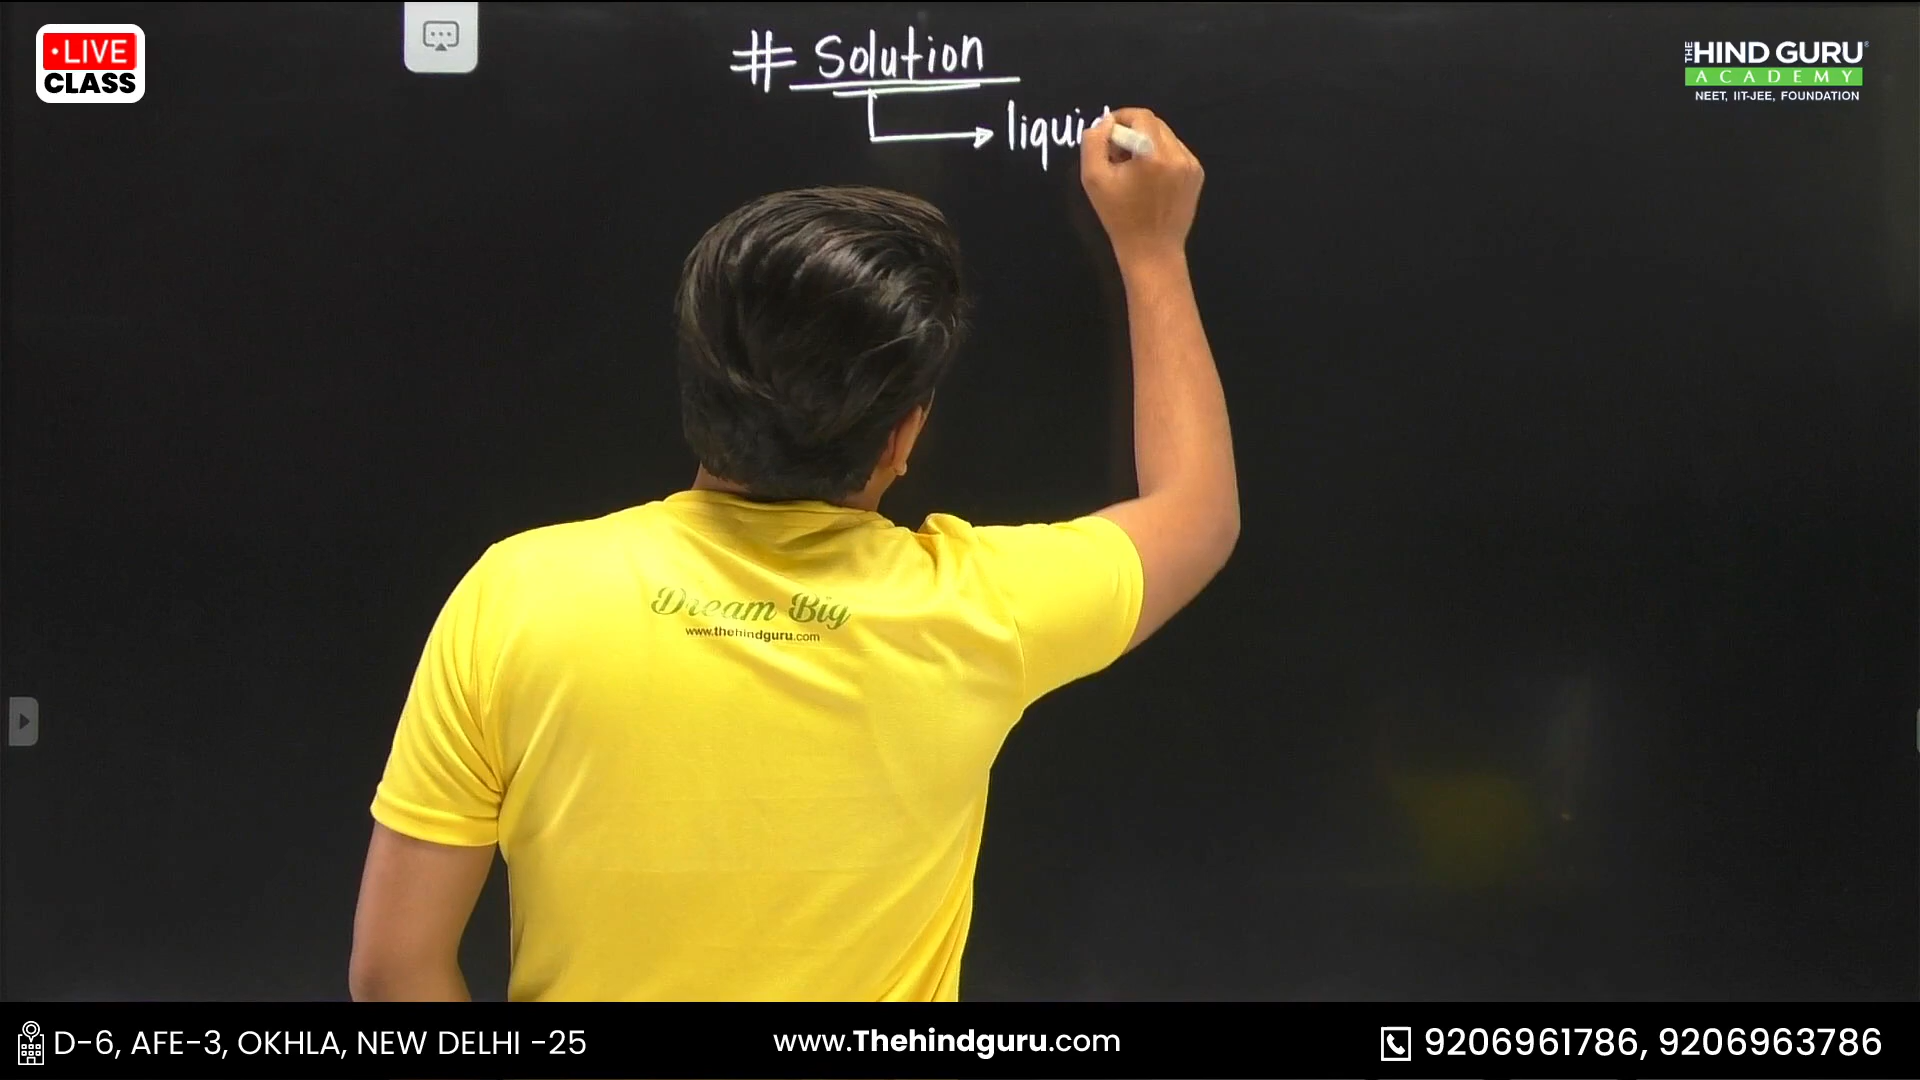 • LIVE
CLASS
# Solution
liquid
THE HIND GURU
ACADEMY
NEET, IIT-JEE, FOUNDATION
Dream Big
www.thehindguru.com
D-6, AFE-3, OKHLA, NEW DELHI -25
www.Thehindguru.com
9206961786, 9206963786